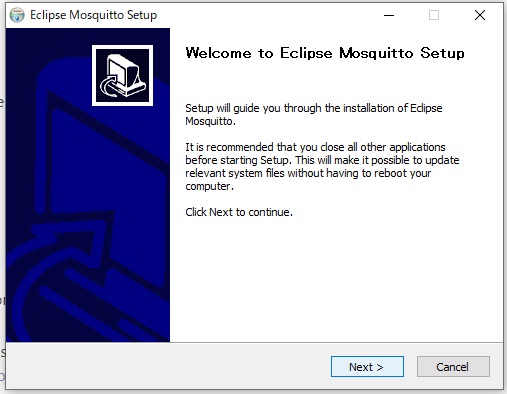 Eclipse Mosquitto Setup
Welcome to Eclipse Mosquitto Setup
Setup will guide you through the installation of Eclipse
Mosquitto.
It is recommended that you close all other applications
before starting Setup. This will make it possible to update
relevant system files without having to reboot your
computer.
Click Next to continue.
Next >
Cancel